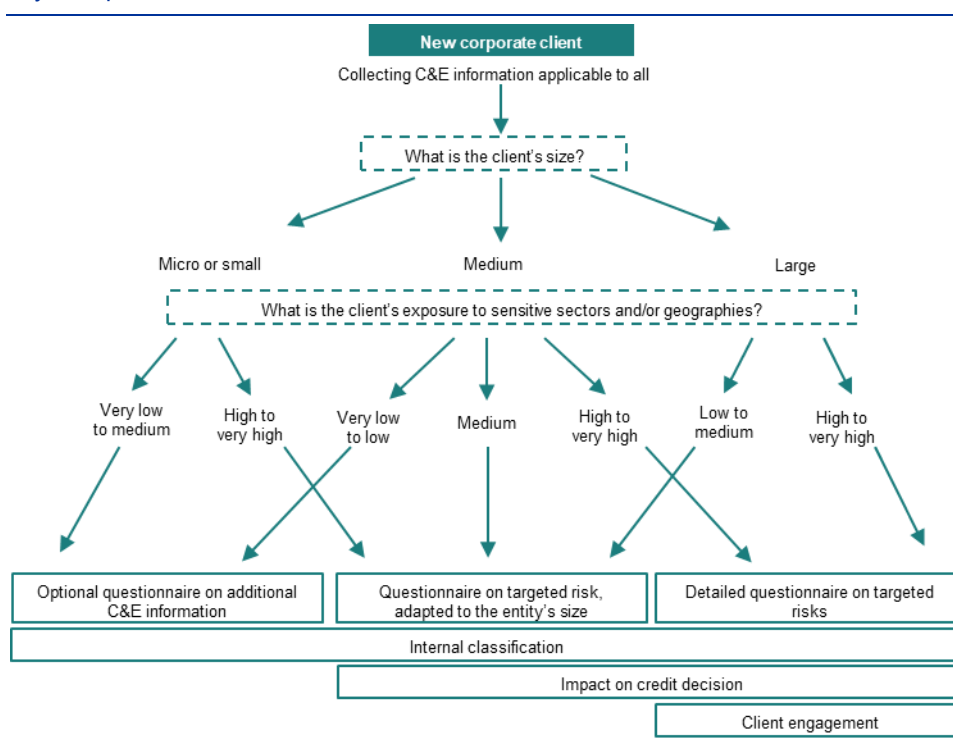 New corporate client
Collecting C&E information applicable to all
What is the client's size?
Micro or small
Medium
Large
What is the client's exposure to sensitive sectors and/or geographies?
Very low
to medium
High to
very high
Very low
to low
Medium
High to
very high
Low to
medium
High to
very high
Optional questionnaire on additional
C&E information
Questionnaire on targeted risk,
adapted to the entity's size
Detailed questionnaire on targeted
risks
Internal classification
Impact on credit decision
Client engagement